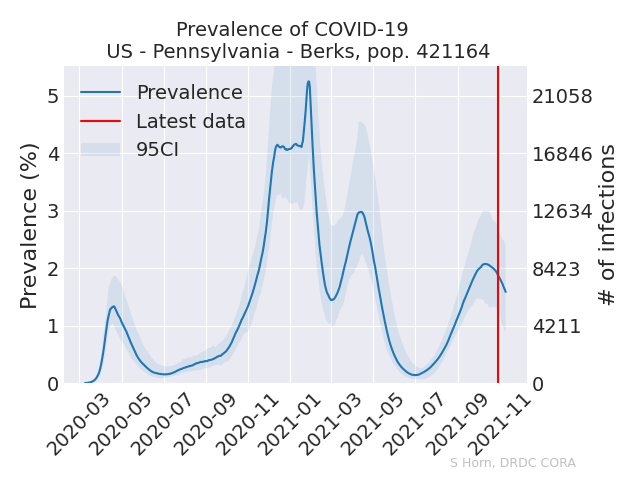 Prevalence of COVID-19
US - Pennsylvania - Berks, pop. 421164
Prevalence
Latest data
95CI
Prevalence (%)
5
4
3
2
1
0
# of infections
21058
16846
12634
8423
4211
0
2020-03
2020-05
2020-07
2020-09
2020-11
2021-01
2021-03
2021-05
2021-07
2021-09
2021-11
S Horn, DRDC CORA